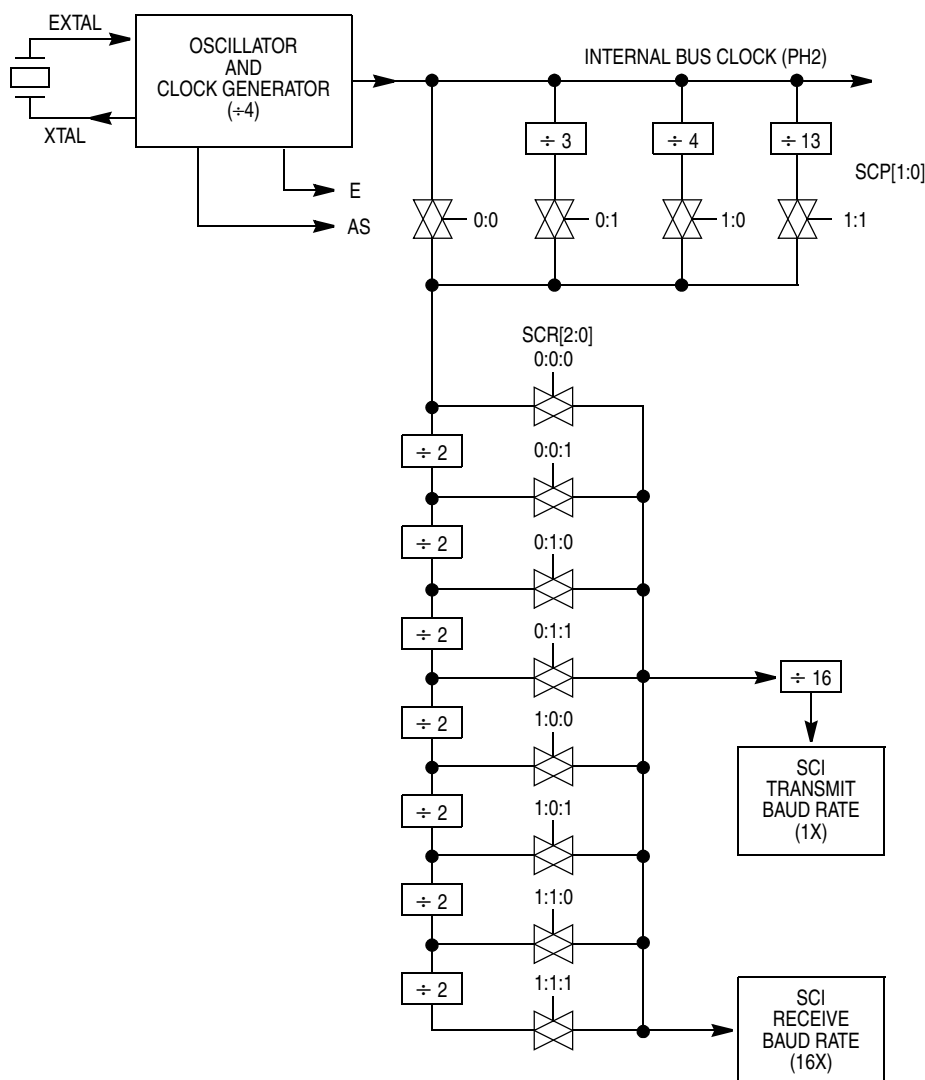 EXTAL
OSCILLATOR
AND
CLOCK GENERATOR
(÷4)
XTAL
E
AS
INTERNAL BUS CLOCK (PH2)
÷ 3
÷ 4
÷ 13
SCP[1:0]
0:0
0:1
1:0
1:1
SCR[2:0]
0:0:0
÷ 2
0:0:1
÷ 2
0:1:0
÷ 2
0:1:1
÷ 16
÷ 2
1:0:0
SCI
TRANSMIT
BAUD RATE
(1X)
÷ 2
1:0:1
÷ 2
1:1:0
÷ 2
1:1:1
SCI
RECEIVE
BAUD RATE
(16X)